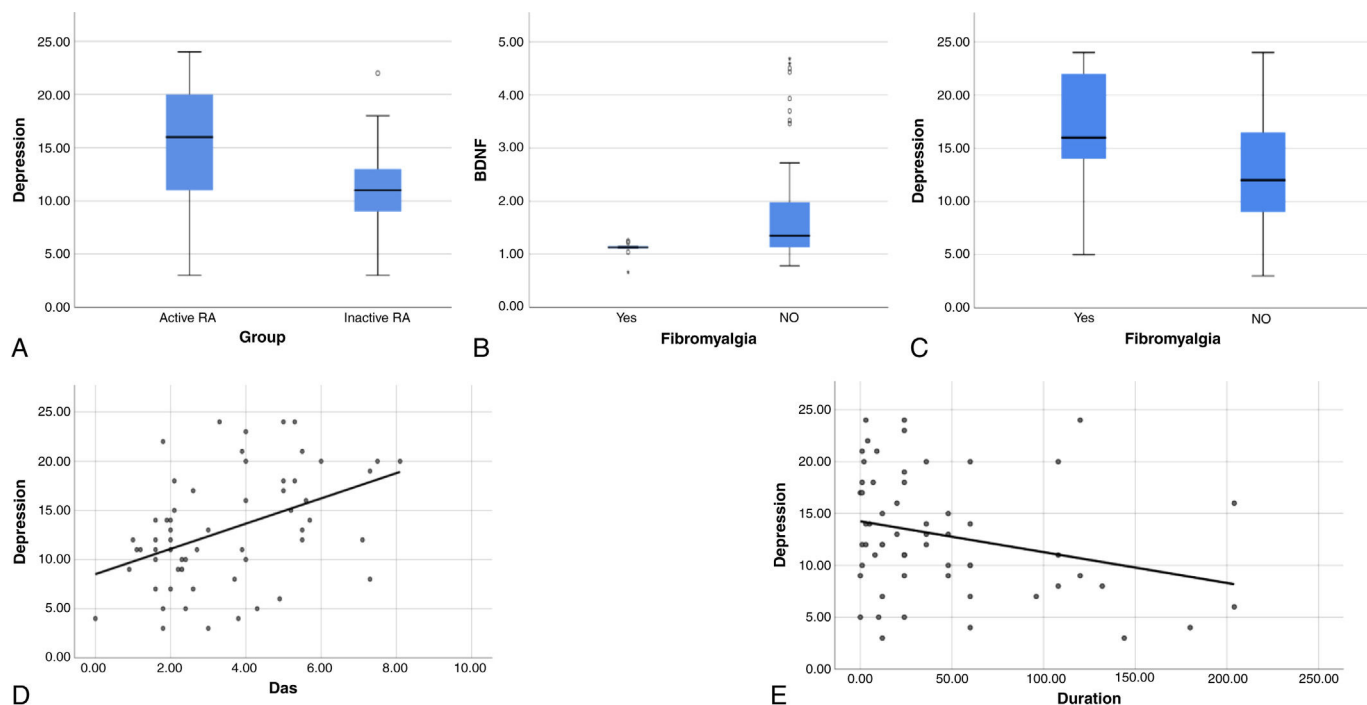 25.00
20.00
15.00
10.00
5.00
0.00
Depression
Active RA
Inactive RA
Group
A
5.00
4.00
3.00
2.00
1.00
0.00
BDNF
Yes
NO
Fibromyalgia
B
25.00
20.00
15.00
10.00
5.00
0.00
Depression
Yes
NO
Fibromyalgia
C
25.00
20.00
15.00
10.00
5.00
0.00
Depression
0.00 2.00 4.00 6.00 8.00 10.00
Das
D
25.00
20.00
15.00
10.00
5.00
0.00
Depression
0.00 50.00 100.00 150.00 200.00 250.00
Duration
E